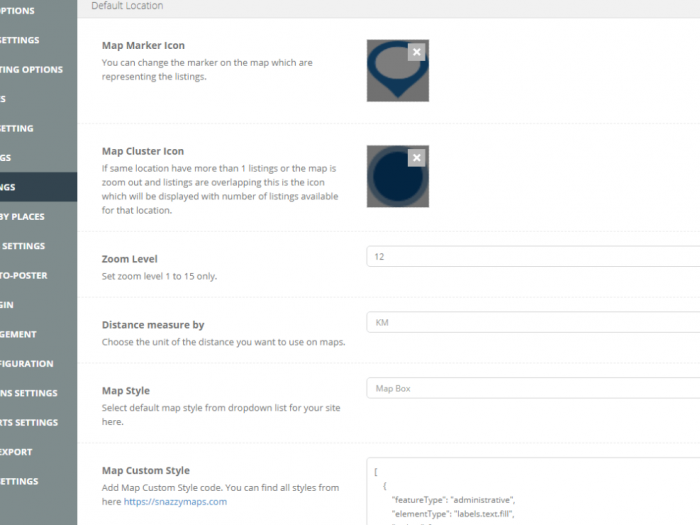 Default Location
PTIONS
SETTINGS
TING OPTIONS
S
SETTING
GS
NGS
BY PLACES
SETTINGS
TO-POSTER
GIN
GEMENT
FIGURATION
NS SETTINGS
RTS SETTINGS
EXPORT
SETTINGS
Map Marker Icon
You can change the marker on the map which are
representing the listings.
Map Cluster Icon
If same location have more than 1 listings or the map is
zoom out and listings are overlapping this is the icon
which will be displayed with number of listings available
for that location.
Zoom Level
Set zoom level 1 to 15 only.
12
Distance measure by
Choose the unit of the distance you want to use on maps.
KM
Map Style
Select default map style from dropdown list for your site
here.
Map Box
Map Custom Style
Add Map Custom Style code. You can find all styles from
here https://snazzymaps.com
[
{
"featureType": "administrative",
"elementType": "labels.text.fill",